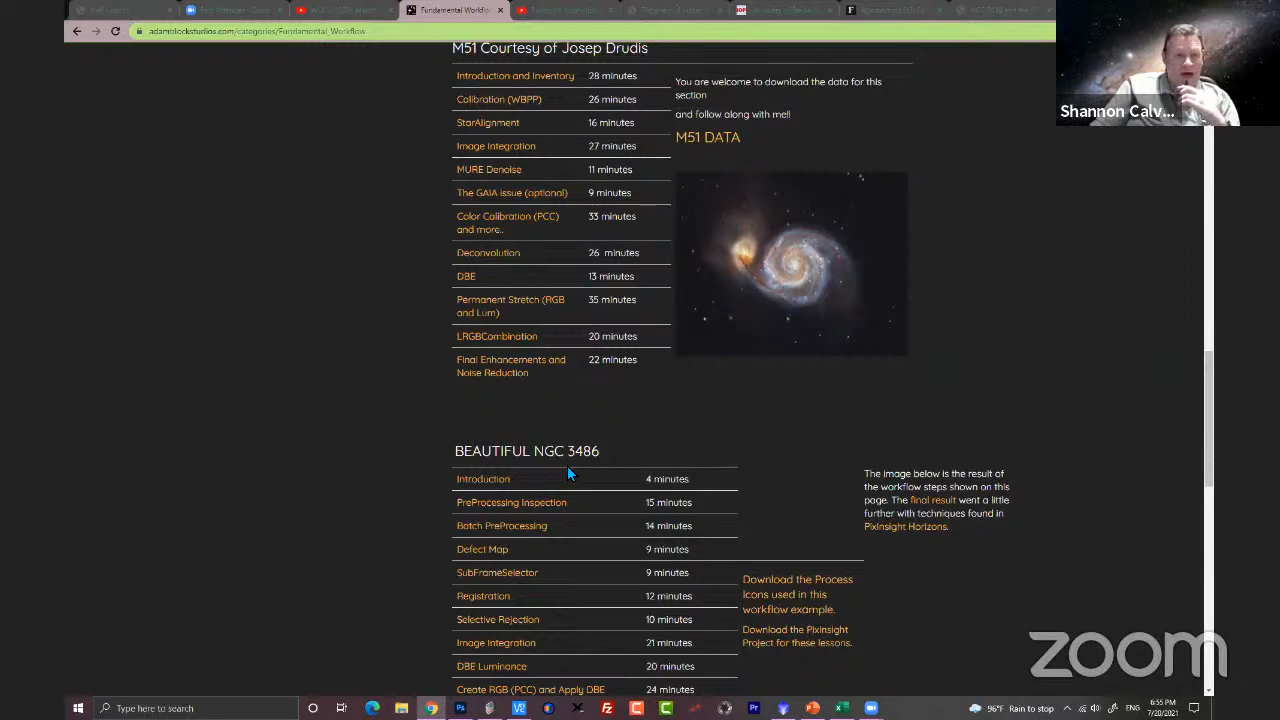 Fundamental Workflow
adamblockstudios.com/categories/Fundamental_Workflow
Shannon Calv...
M51 Courtesy of Josep Drudis
Introduction and Inventory 28 minutes
Calibration (WBPP) 26 minutes
StarAlignment 16 minutes
Image Integration 27 minutes
MURE Denoise 11 minutes
The GAIA issue (optional) 9 minutes
Color Calibration (PCC) 33 minutes
and more..
Deconvolution 26 minutes
DBE 13 minutes
Permanent Stretch (RGB 35 minutes
and Lum)
LRGBCombination 20 minutes
Final Enhancements and 22 minutes
Noise Reduction
You are welcome to download the data for this
section
and follow along with me!!
M51 DATA
BEAUTIFUL NGC 3486
Introduction 4 minutes
PreProcessing Inspection 15 minutes
Batch PreProcessing 14 minutes
Defect Map 9 minutes
SubFrameSelector 9 minutes
Registration 12 minutes
Selective Rejection 10 minutes
Image Integration 21 minutes
DBE Luminance 20 minutes
Create RGB (PCC) and Apply DBE 24 minutes
Download the Process
Icons used in this
workflow example.
Download the PixInsight
Project for these lessons.
The image below is the result of
the workflow steps shown on this
page. The final result went a little
further with techniques found in
PixInsight Horizons.
zoom
Type here to search
96°F Rain to stop
ENG
6:55 PM
7/20/2021